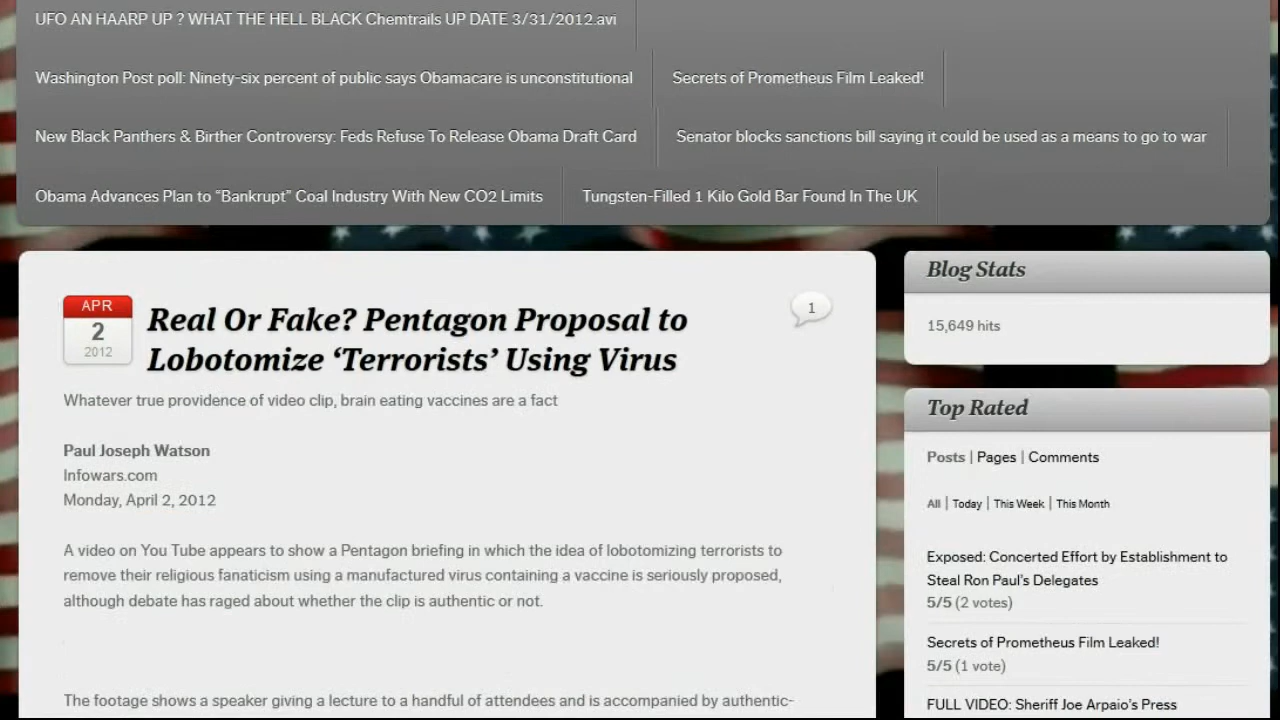 UFO AN HAARP UP ? WHAT THE HELL BLACK Chemtrails UP DATE 3/31/2012.avi
Washington Post poll: Ninety-six percent of public says Obamacare is unconstitutional
Secrets of Prometheus Film Leaked!
New Black Panthers & Birther Controversy: Feds Refuse To Release Obama Draft Card
Senator blocks sanctions bill saying it could be used as a means to go to war
Obama Advances Plan to “Bankrupt” Coal Industry With New CO2 Limits
Tungsten-Filled 1 Kilo Gold Bar Found In The UK
APR
2
2012
Real Or Fake? Pentagon Proposal to
Lobotomize ‘Terrorists’ Using Virus
1
Whatever true providence of video clip, brain eating vaccines are a fact
Paul Joseph Watson
Infowars.com
Monday, April 2, 2012
A video on You Tube appears to show a Pentagon briefing in which the idea of lobotomizing terrorists to
remove their religious fanaticism using a manufactured virus containing a vaccine is seriously proposed,
although debate has raged about whether the clip is authentic or not.
The footage shows a speaker giving a lecture to a handful of attendees and is accompanied by authentic-
Blog Stats
15,649 hits
Top Rated
Posts | Pages | Comments
All | Today | This Week | This Month
Exposed: Concerted Effort by Establishment to
Steal Ron Paul’s Delegates
5/5 (2 votes)
Secrets of Prometheus Film Leaked!
5/5 (1 vote)
FULL VIDEO: Sheriff Joe Arpaio’s Press